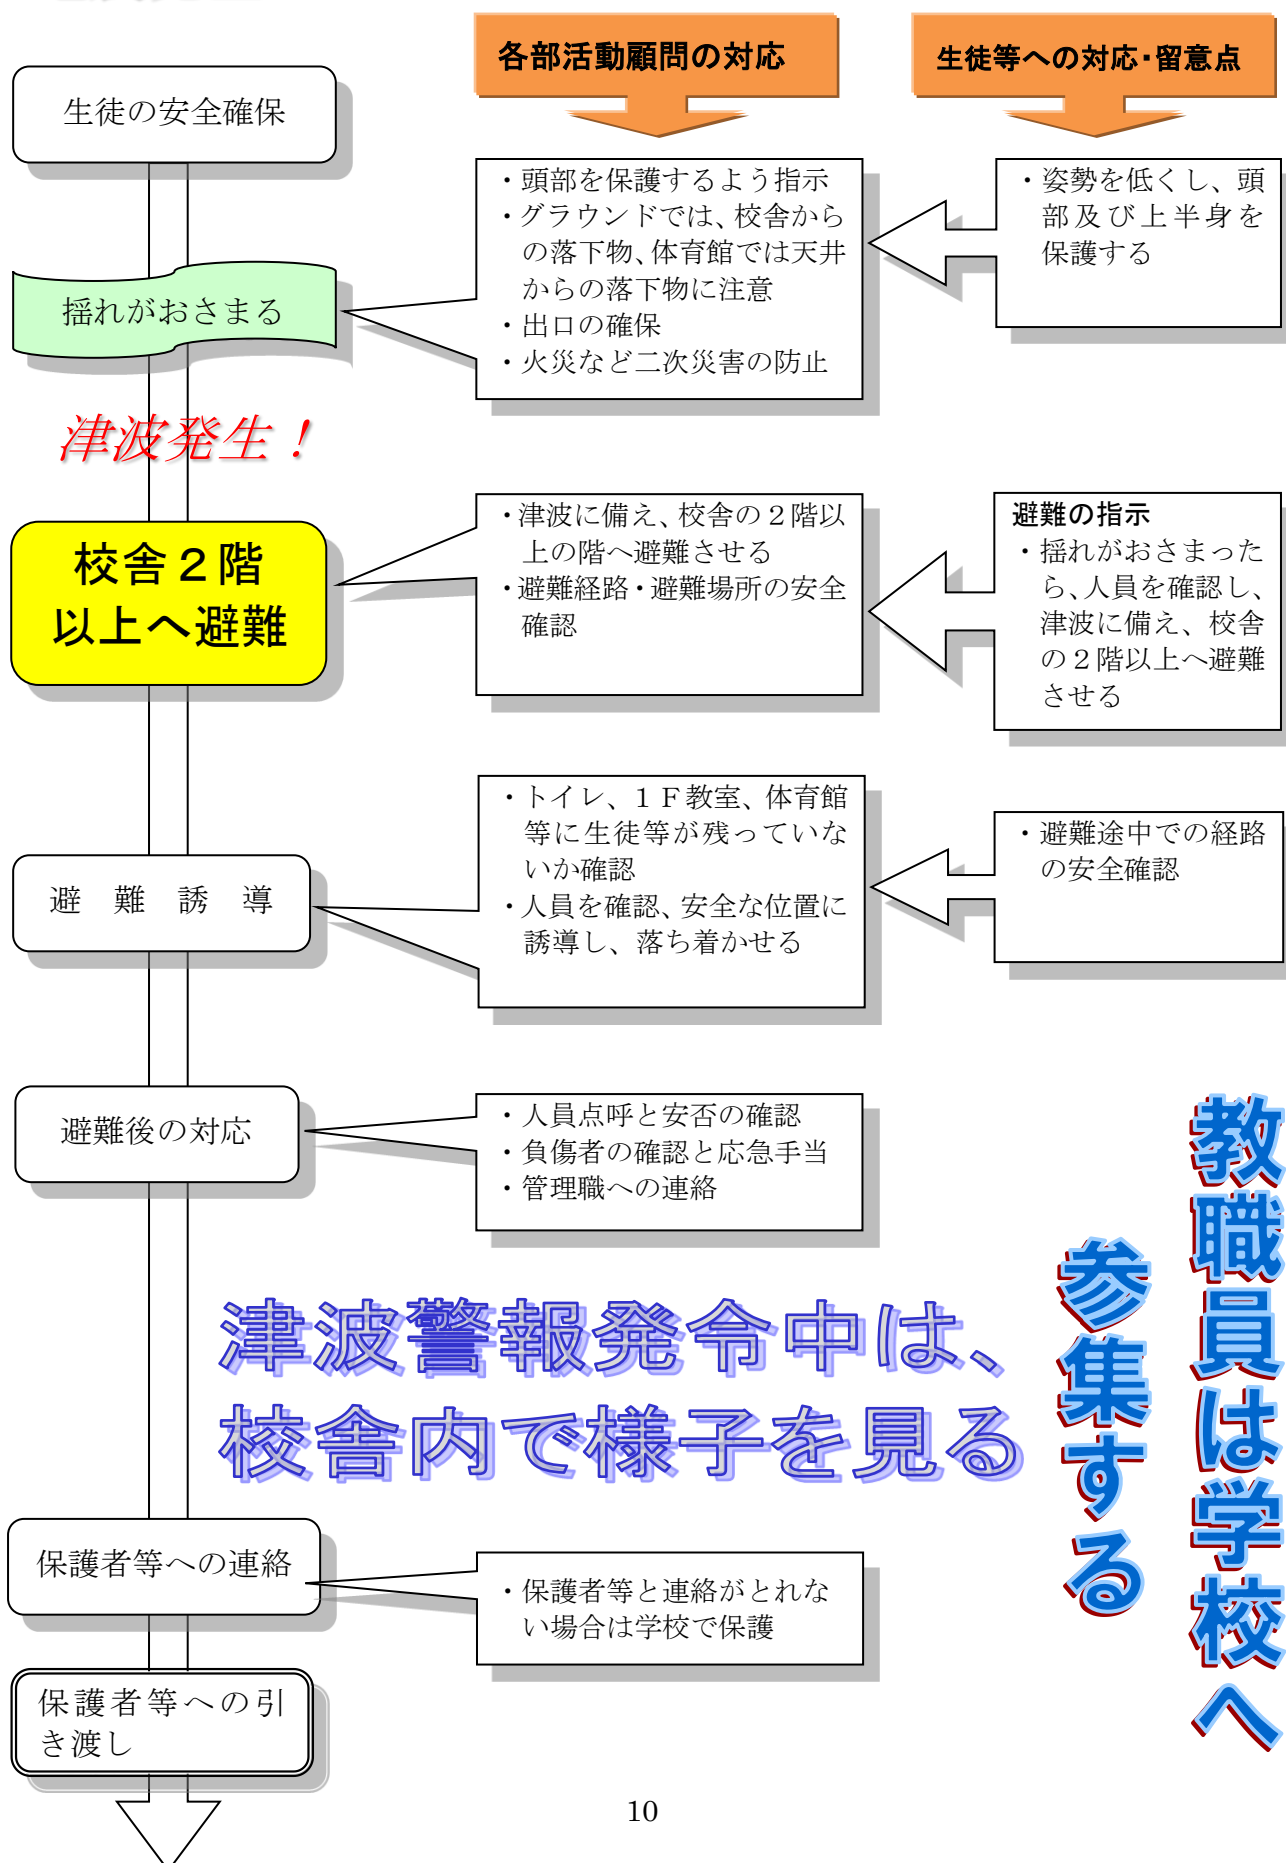 各部活動顧問の対応
生徒等への対応・留意点
生徒の安全確保
・頭部を保護するよう指示
・グラウンドでは、校舎から
の落下物、体育館では天井
からの落下物に注意
・出口の確保
・火災など二次災害の防止
・姿勢を低くし、頭
部及び上半身を
保護する
揺れがおさまる
津波発生！
校舎２階
以上へ避難
・津波に備え、校舎の２階以
上の階へ避難させる
・避難経路・避難場所の安全
確認
避難の指示
・揺れがおさまった
ら、人員を確認し、
津波に備え、校舎
の２階以上へ避難
させる
避　難　誘　導
・トイレ、１Ｆ教室、体育館
等に生徒等が残っていな
いか確認
・人員を確認、安全な位置に
誘導し、落ち着かせる
・避難途中での経路
の安全確認
避難後の対応
・人員点呼と安否の確認
・負傷者の確認と応急手当
・管理職への連絡
教職員は学校へ
参集する
津波警報発令中は、
校舎内で様子を見る
保護者等への連絡
・保護者等と連絡がとれな
い場合は学校で保護
保護者等への引
き渡し
10